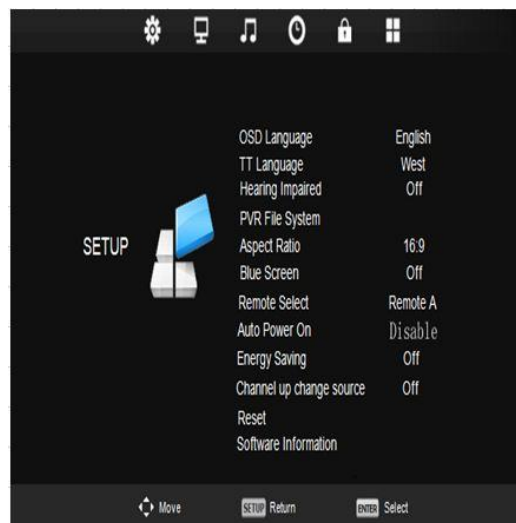 OSD Language English
TT Language West
Hearing Impaired Off
PVR File System
SETUP
Aspect Ratio 16:9
Blue Screen Off
Remote Select Remote A
Auto Power On Disable
Energy Saving Off
Channel up change source Off
Reset
Software Information
Move SETUP Return ENTER Select